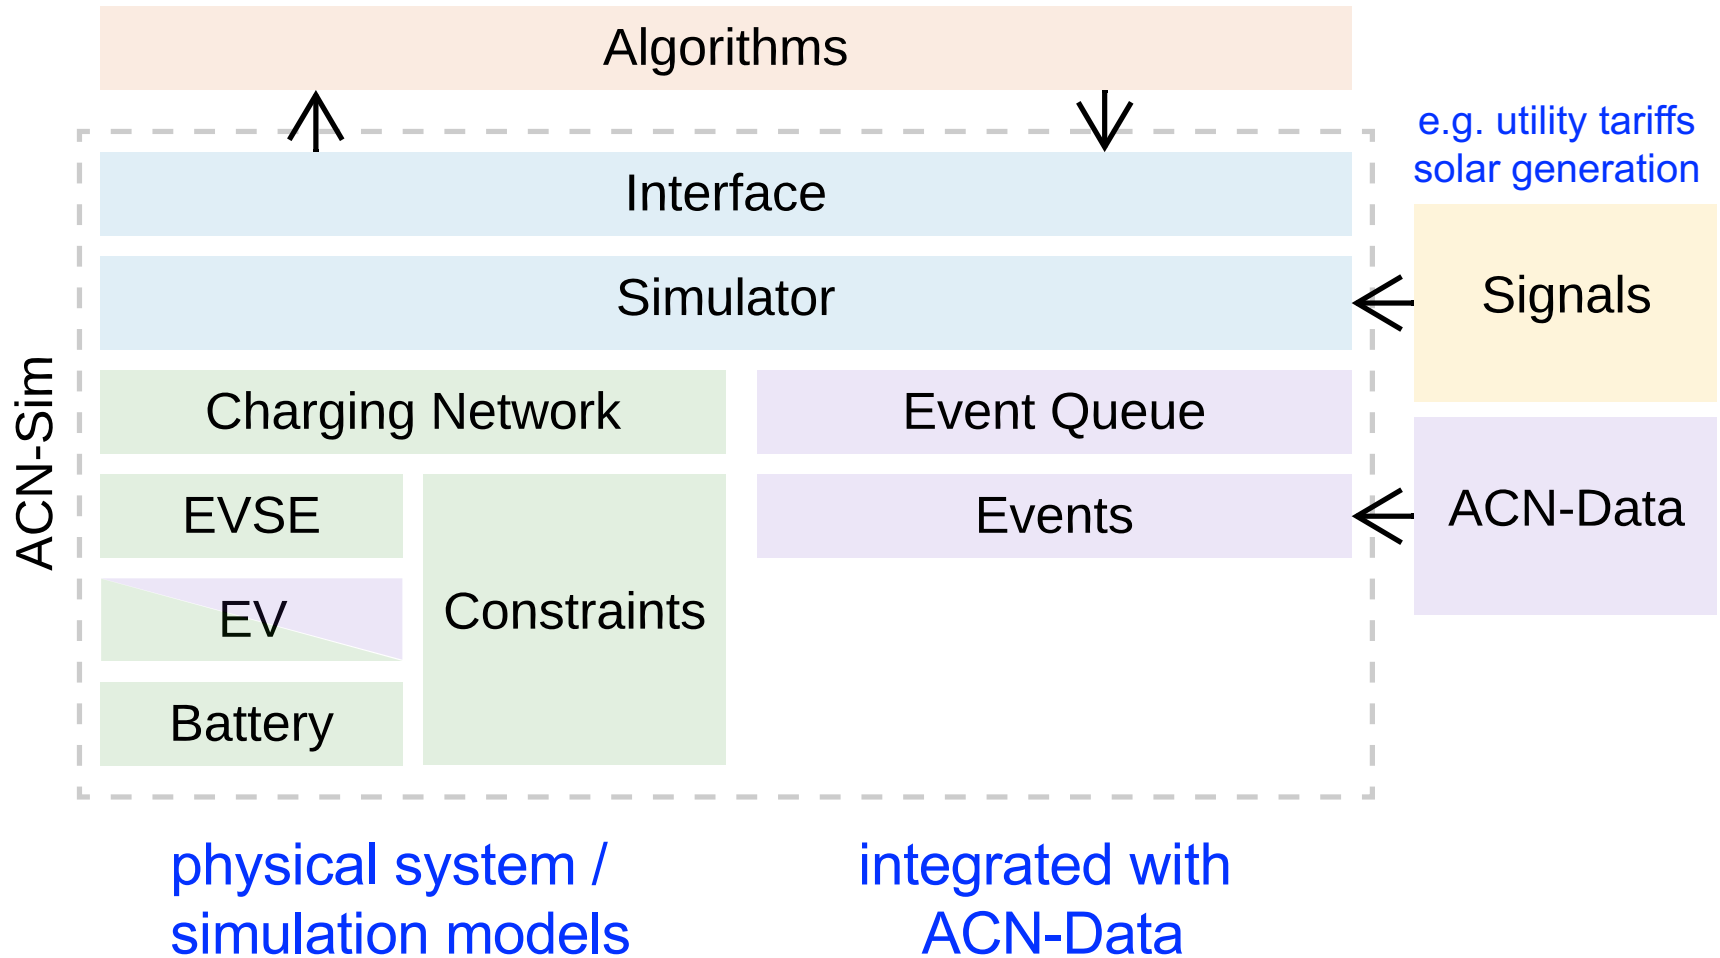 Algorithms
e.g. utility tariffs
solar generation
Interface
Simulator
Signals
ACN-Sim
Charging Network
Event Queue
EVSE
Events
ACN-Data
EV
Constraints
Battery
physical system /
simulation models
integrated with
ACN-Data